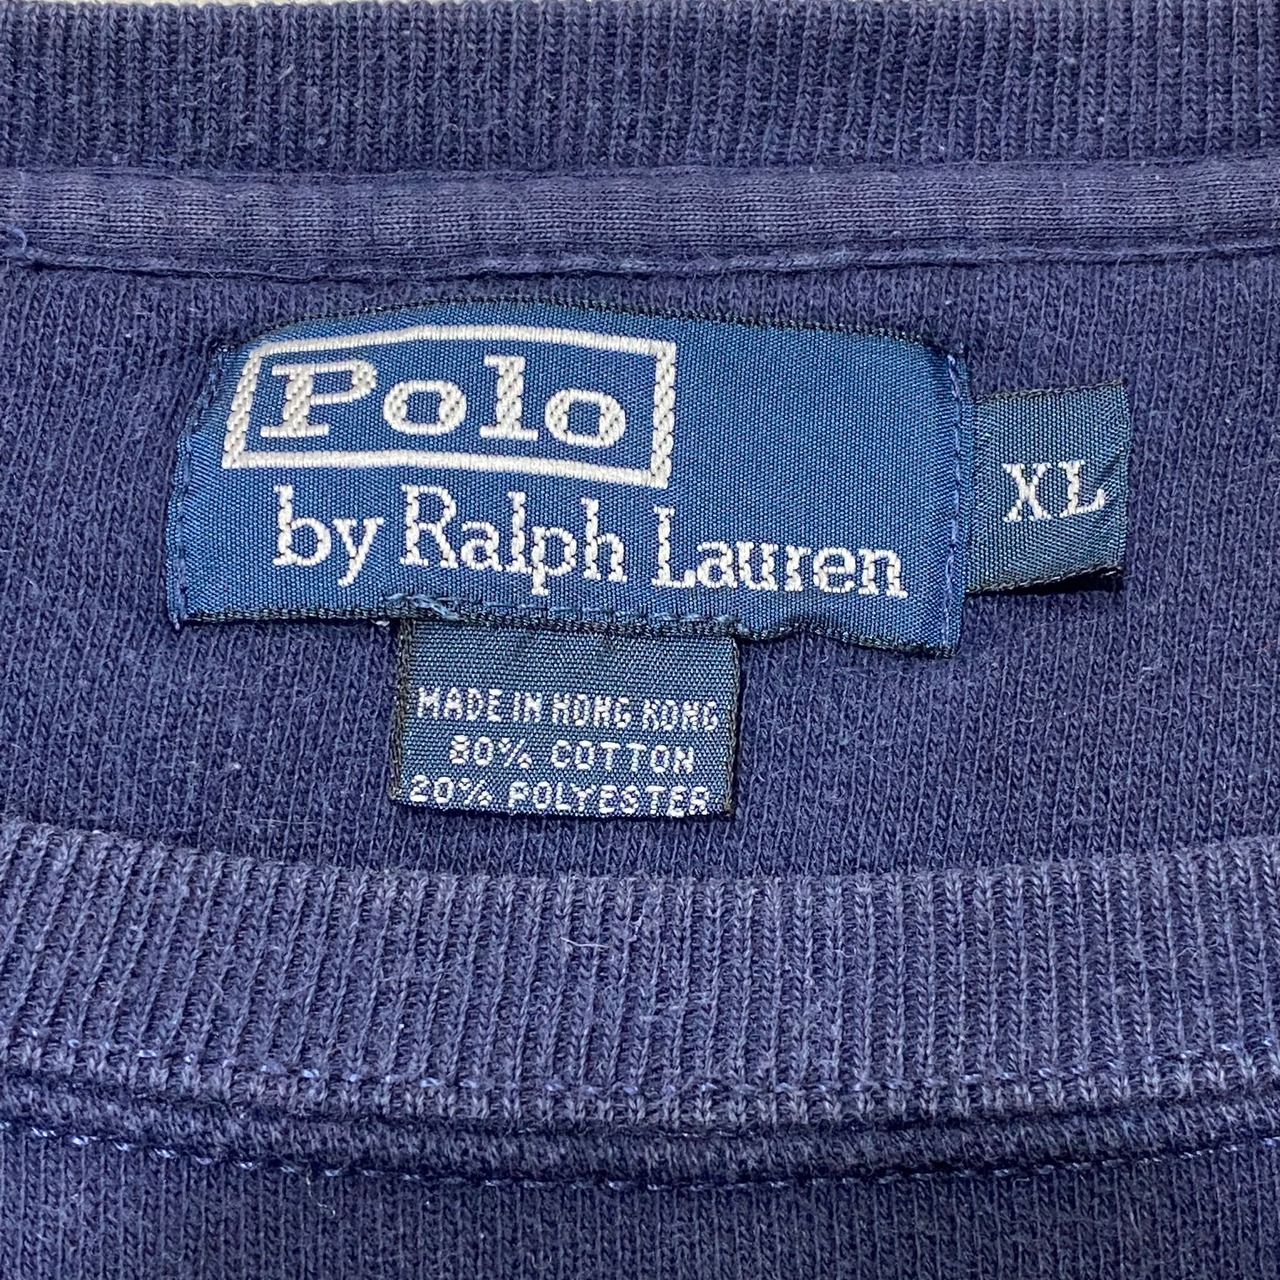 Polo
by Ralph Lauren
XL
MADE IN HONG KONG
80% COTTON
20% POLYESTER